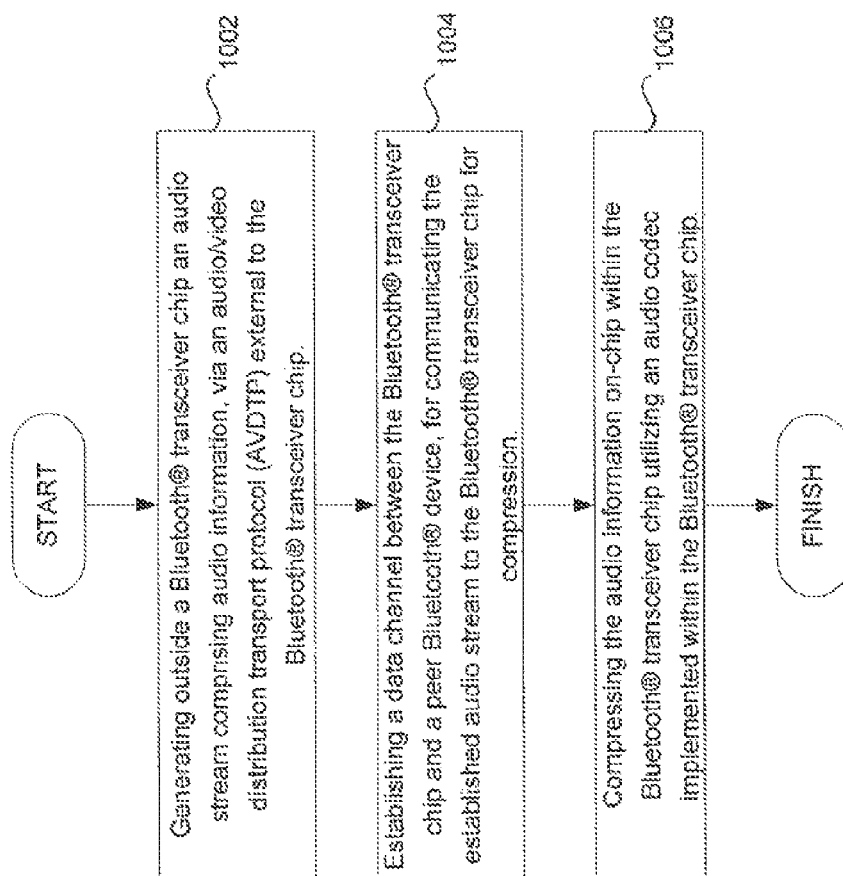 START
Generating outside a Bluetooth® transceiver chip an audio
stream comprising audio information, via an audio/video
distribution transport protocol (AVDTP) external to the
Bluetooth® transceiver chip.
1002
Establishing a data channel between the Bluetooth® transceiver
chip and a peer Bluetooth® device, for communicating the
established audio stream to the Bluetooth® transceiver chip for
compression.
1004
Compressing the audio information on-chip within the
Bluetooth® transceiver chip utilizing an audio codec
implemented within the Bluetooth® transceiver chip.
1006
FINISH